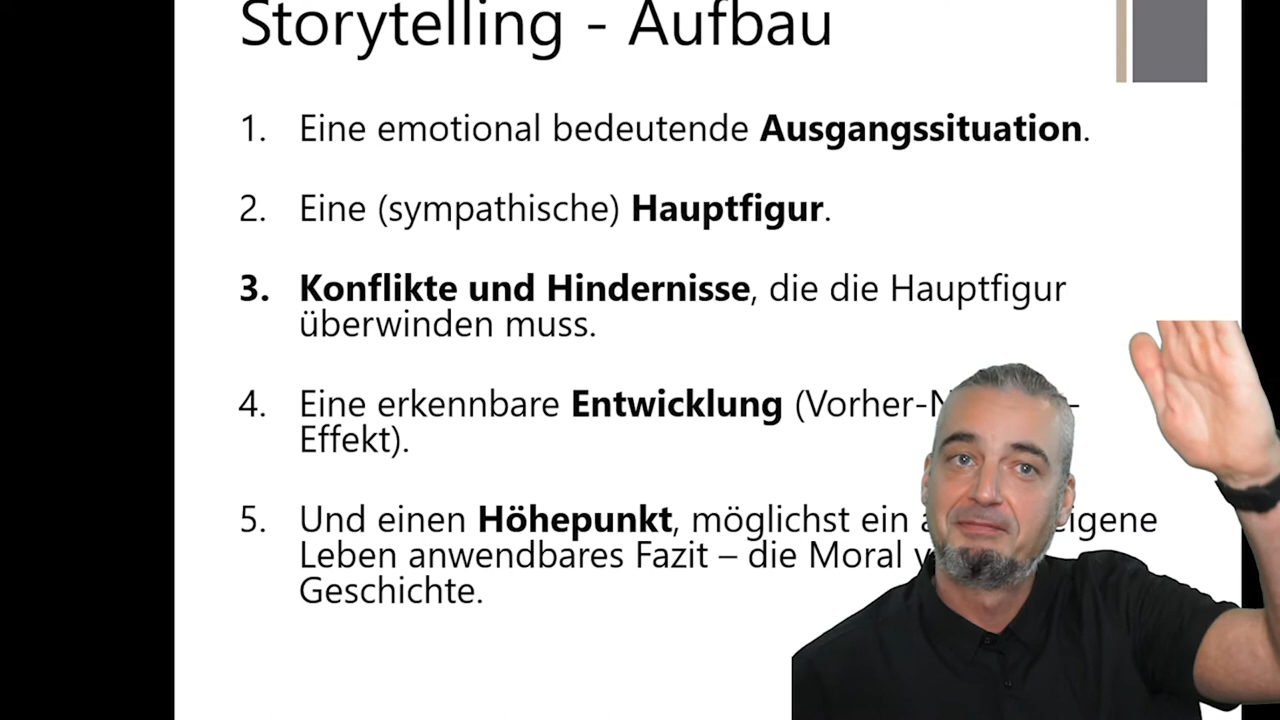 Storytelling - Aufbau
1. Eine emotional bedeutende Ausgangssituation.
2. Eine (sympathische) Hauptfigur.
3. Konflikte und Hindernisse, die die Hauptfigur
überwinden muss.
4. Eine erkennbare Entwicklung (Vorher-
Effekt).
5. Und einen Höhepunkt, möglichst ein eigene
Leben anwendbares Fazit – die Moral
Geschichte.